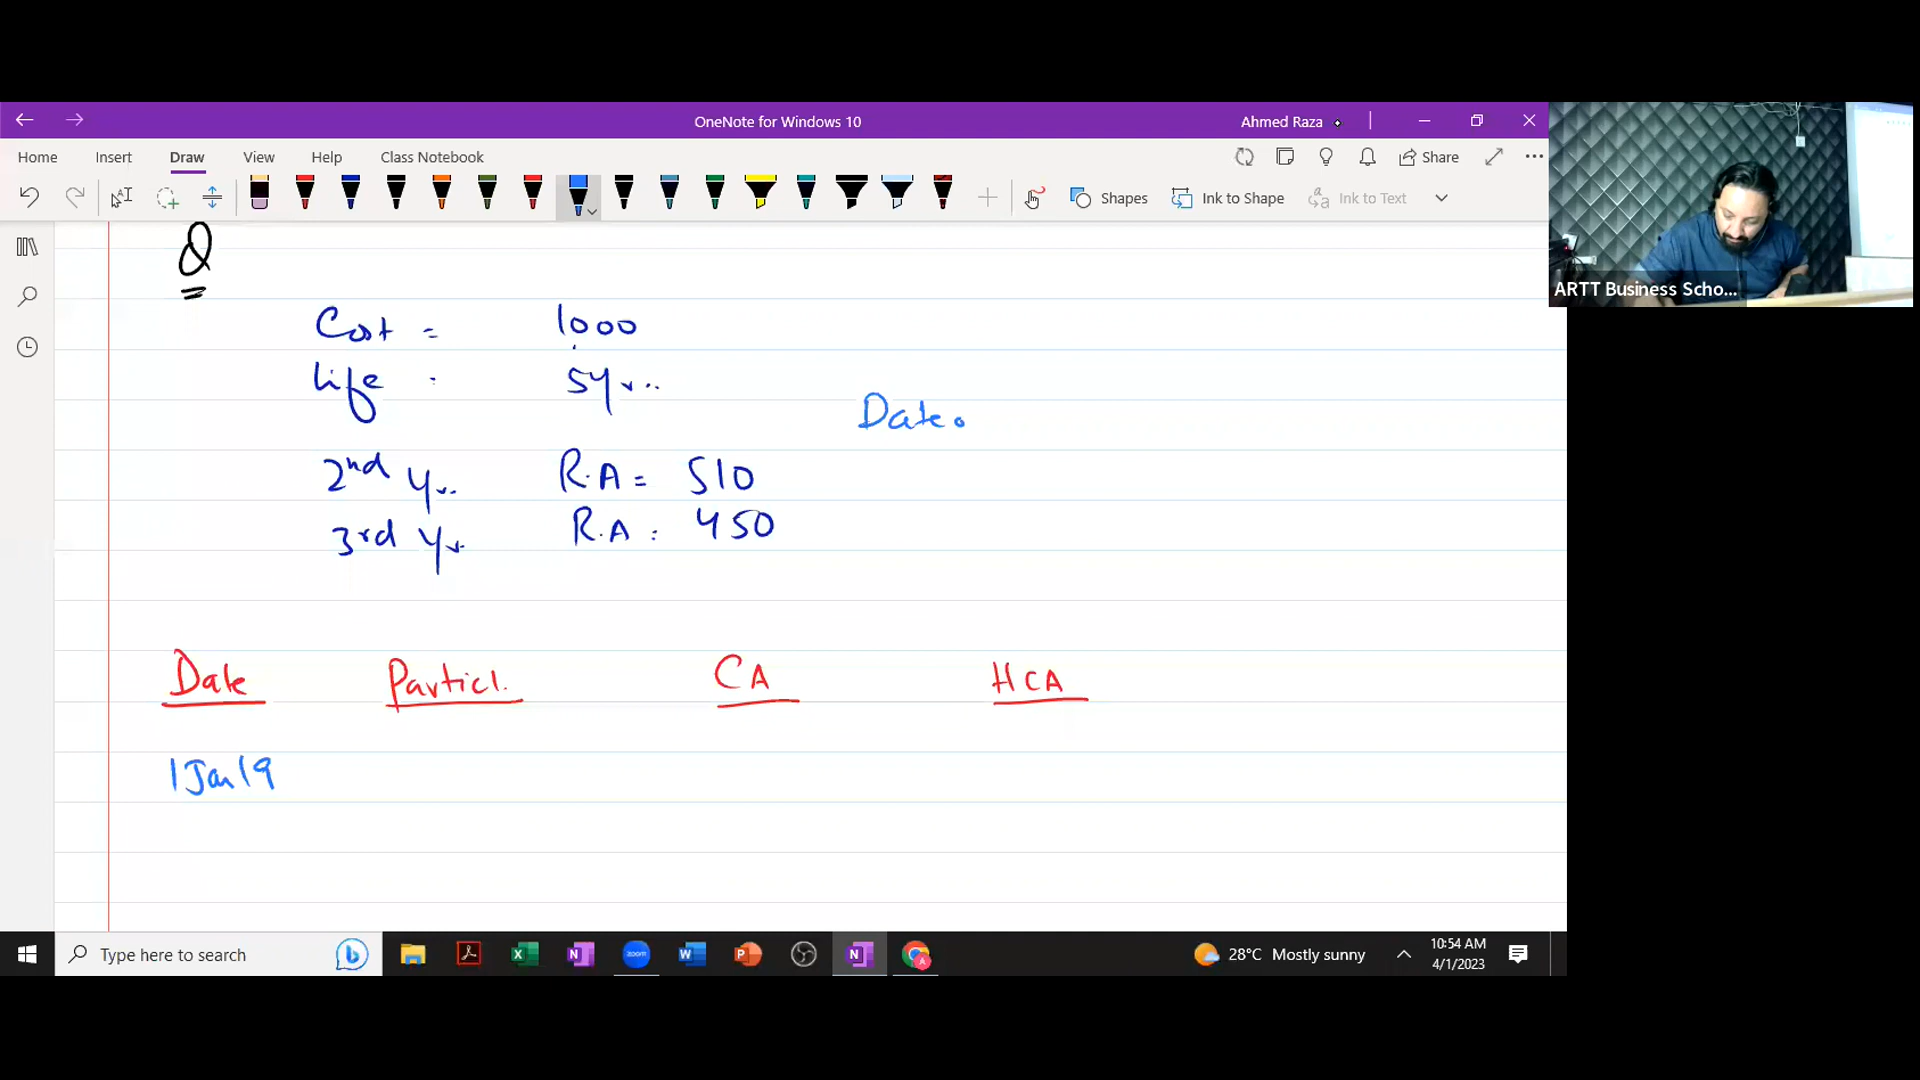 OneNote for Windows 10
Ahmed Raza
Home Insert Draw View Help Class Notebook
Share
Shapes Ink to Shape Ink to Text
ARTT Business Scho...
Q
Cost = 1000
Life : 5 Yr..
Date.
2nd Yr. R.A = 510
3rd Yr. R.A : 450
Date Particl. CA HCA
1 Jan 19
Type here to search
zoom
28°C Mostly sunny
10:54 AM
4/1/2023